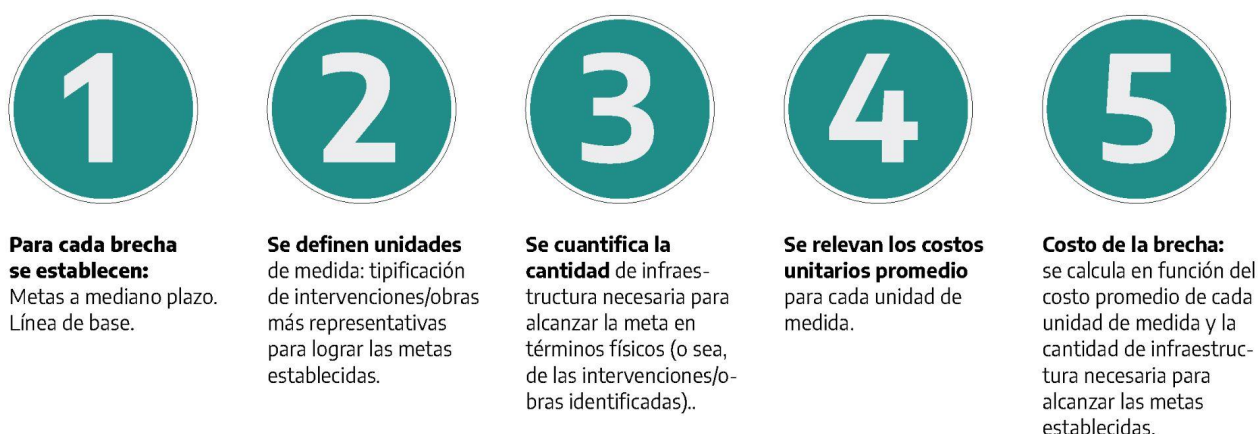 1
Para cada brecha
se establecen:
Metas a mediano plazo.
Línea de base.
2
Se definen unidades
de medida: tipificación
de intervenciones/obras
más representativas
para lograr las metas
establecidas.
3
Se cuantifica la
cantidad de infraes-
tructura necesaria para
alcanzar la meta en
términos físicos (o sea,
de las intervenciones/o-
bras identificadas)..
4
Se relevan los costos
unitarios promedio
para cada unidad de
medida.
5
Costo de la brecha:
se calcula en función del
costo promedio de cada
unidad de medida y la
cantidad de infraestruc-
tura necesaria para
alcanzar las metas
establecidas.